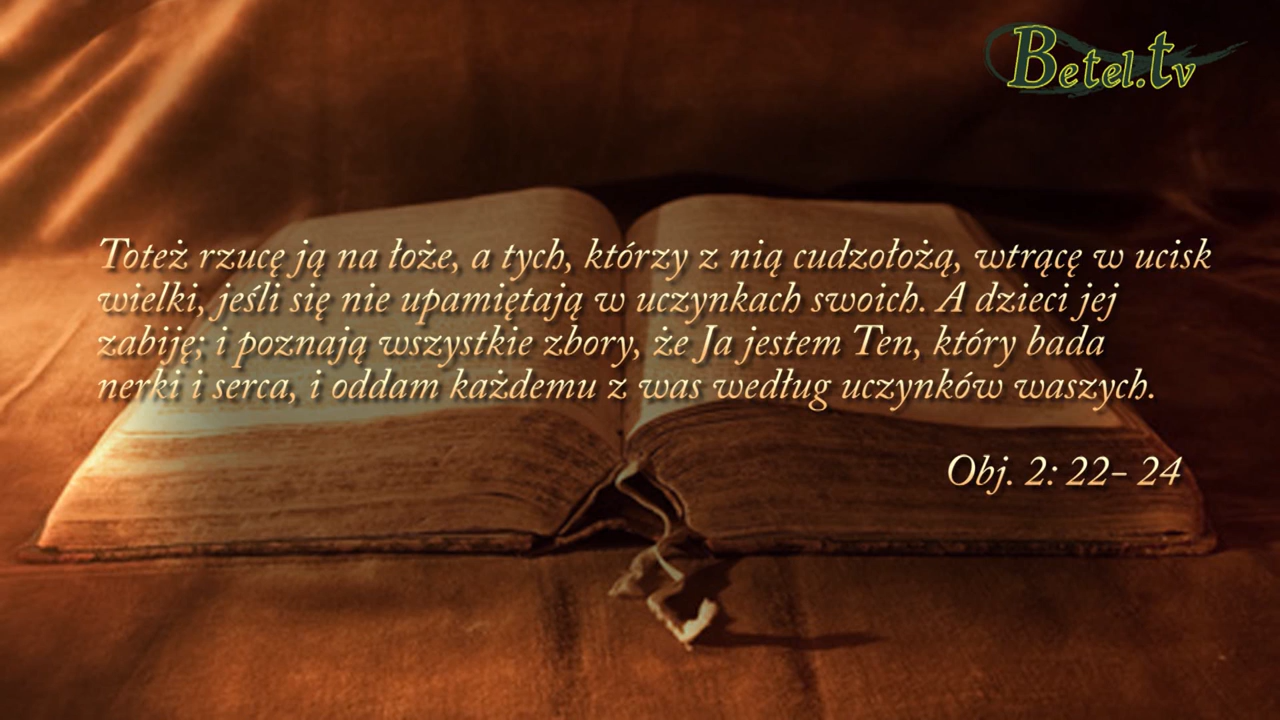 Betel.tv
Toteż rzucę ją na łoże, a tych, którzy z nią cudzołożą, wtrącę w ucisk
wielki, jeśli się nie upamiętają w uczynkach swoich. A dzieci jej
zabiję; i poznają wszystkie zbory, że Ja jestem Ten, który bada
nerki i serca, i oddam każdemu z was według uczynków waszych.
Obj. 2: 22- 24